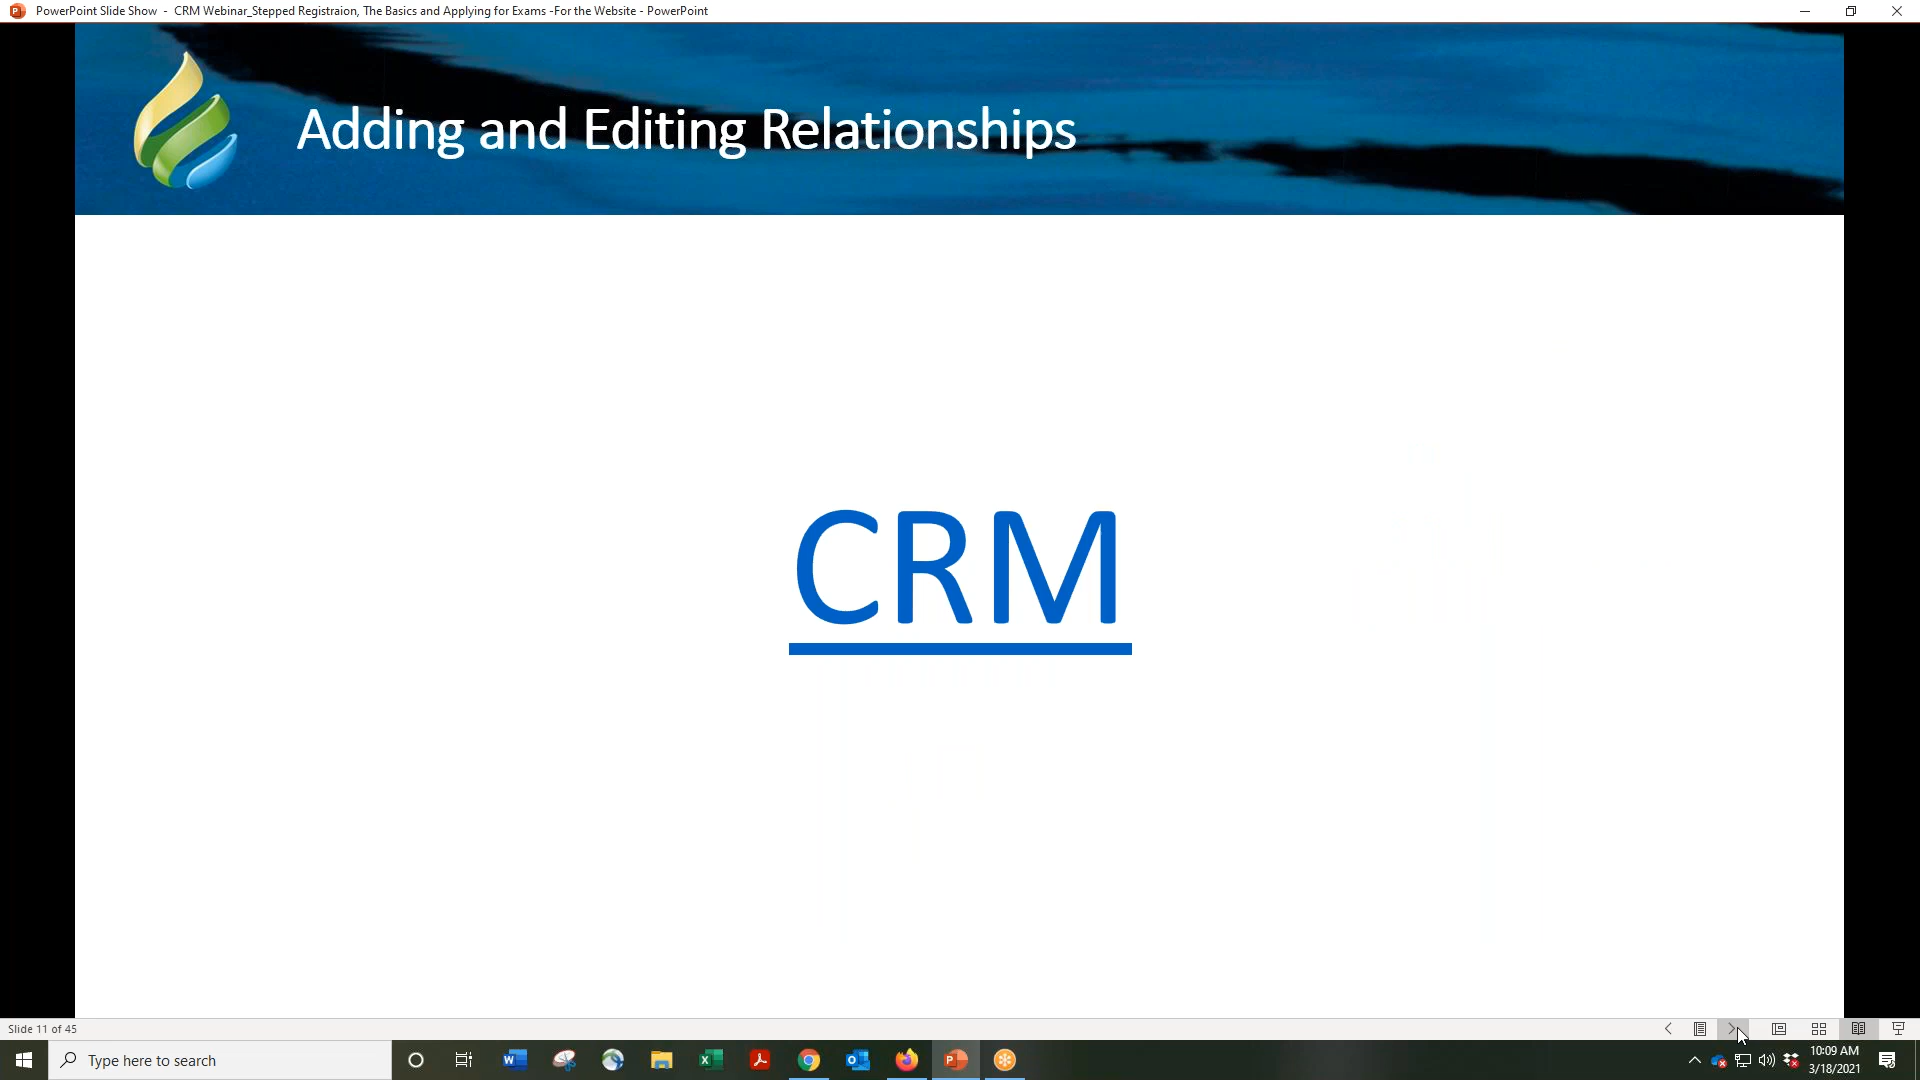 PowerPoint Slide Show - CRM Webinar_Stepped Registraion, The Basics and Applying for Exams -For the Website - PowerPoint
Adding and Editing Relationships
CRM
Slide 11 of 45
Type here to search
10:09 AM
3/18/2021